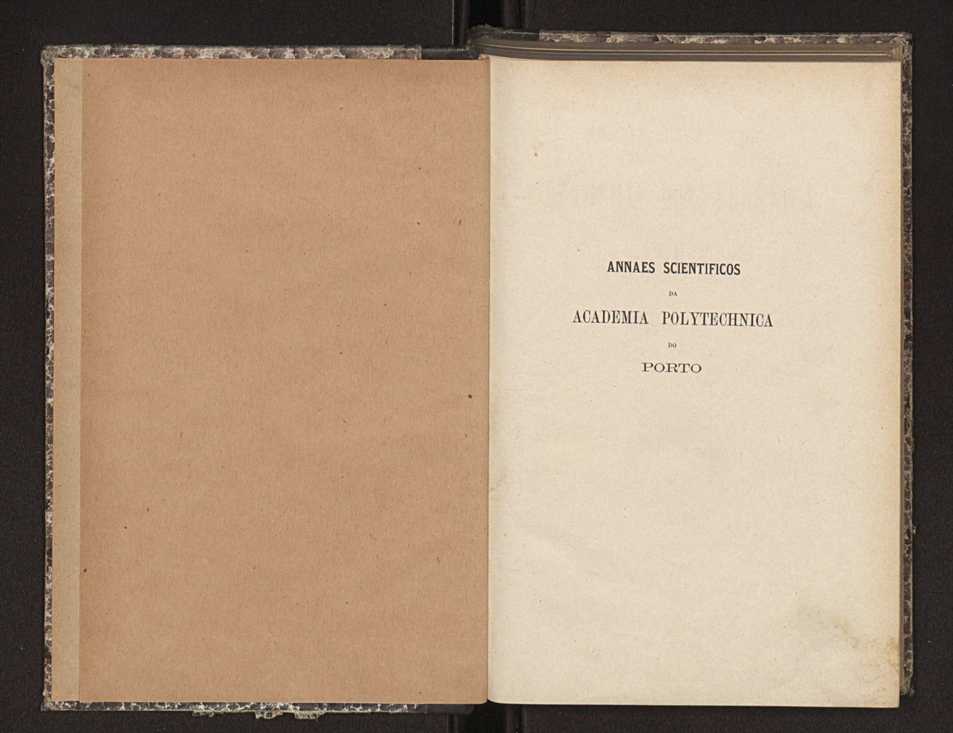 ANNAES SCIENTIFICOS
DA
ACADEMIA POLYTECHNICA
DO
PORTO